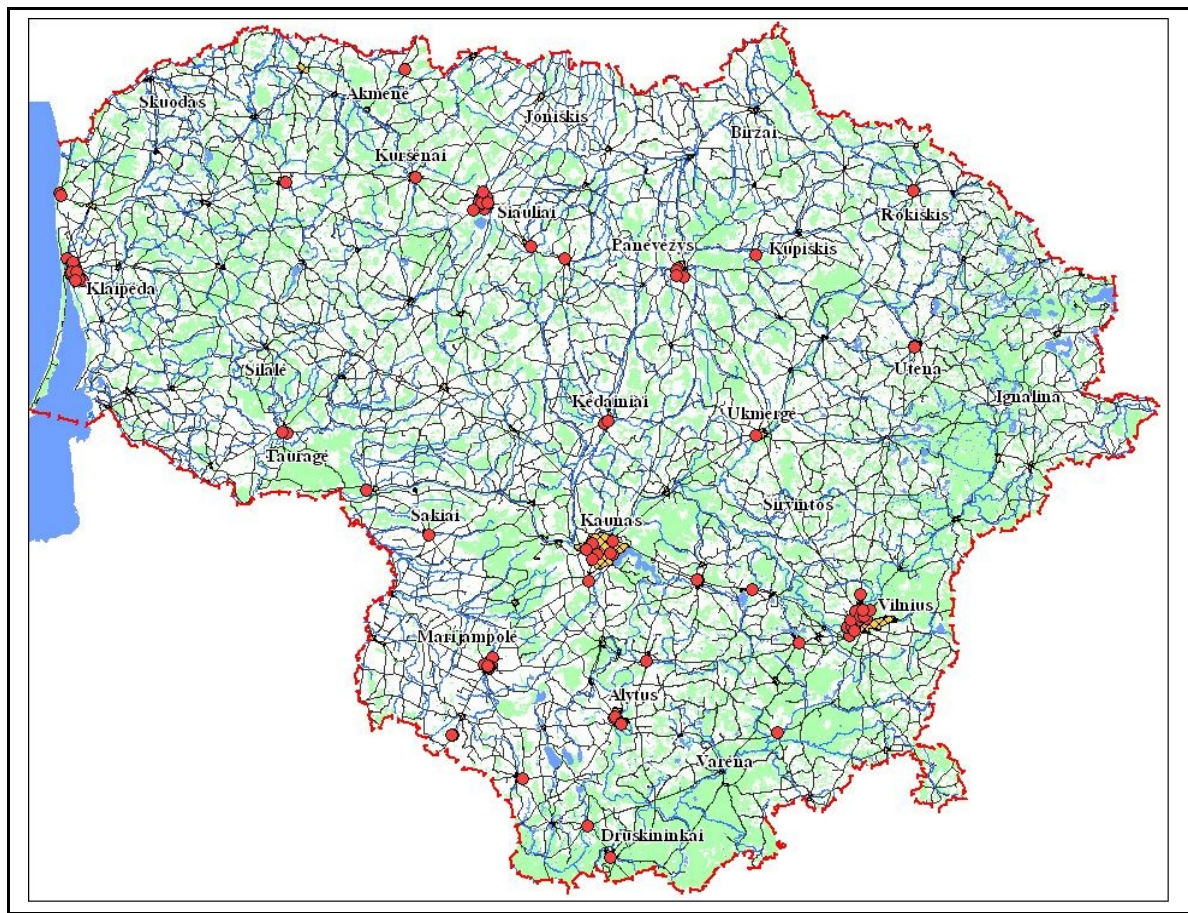 Skuodas
Akmenė
Joniškis
Biržai
Kuršėnai
Šiauliai
Rokiškis
Panevėžys
Kupiškis
Klaipėda
Šilalė
Utena
Ignalina
Kėdainiai
Ukmergė
Tauragė
Šakiai
Kaunas
Širvintos
Vilnius
Marijampolė
Alytus
Varėna
Druskininkai